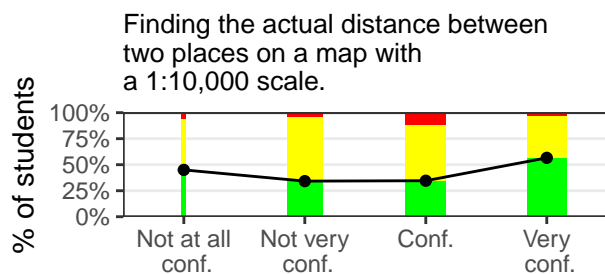 Finding the actual distance between
two places on a map with
a 1:10,000 scale.
% of students
100%
75%
50%
25%
0%
Not at all
conf.
Not very
conf.
Conf.
Very
conf.